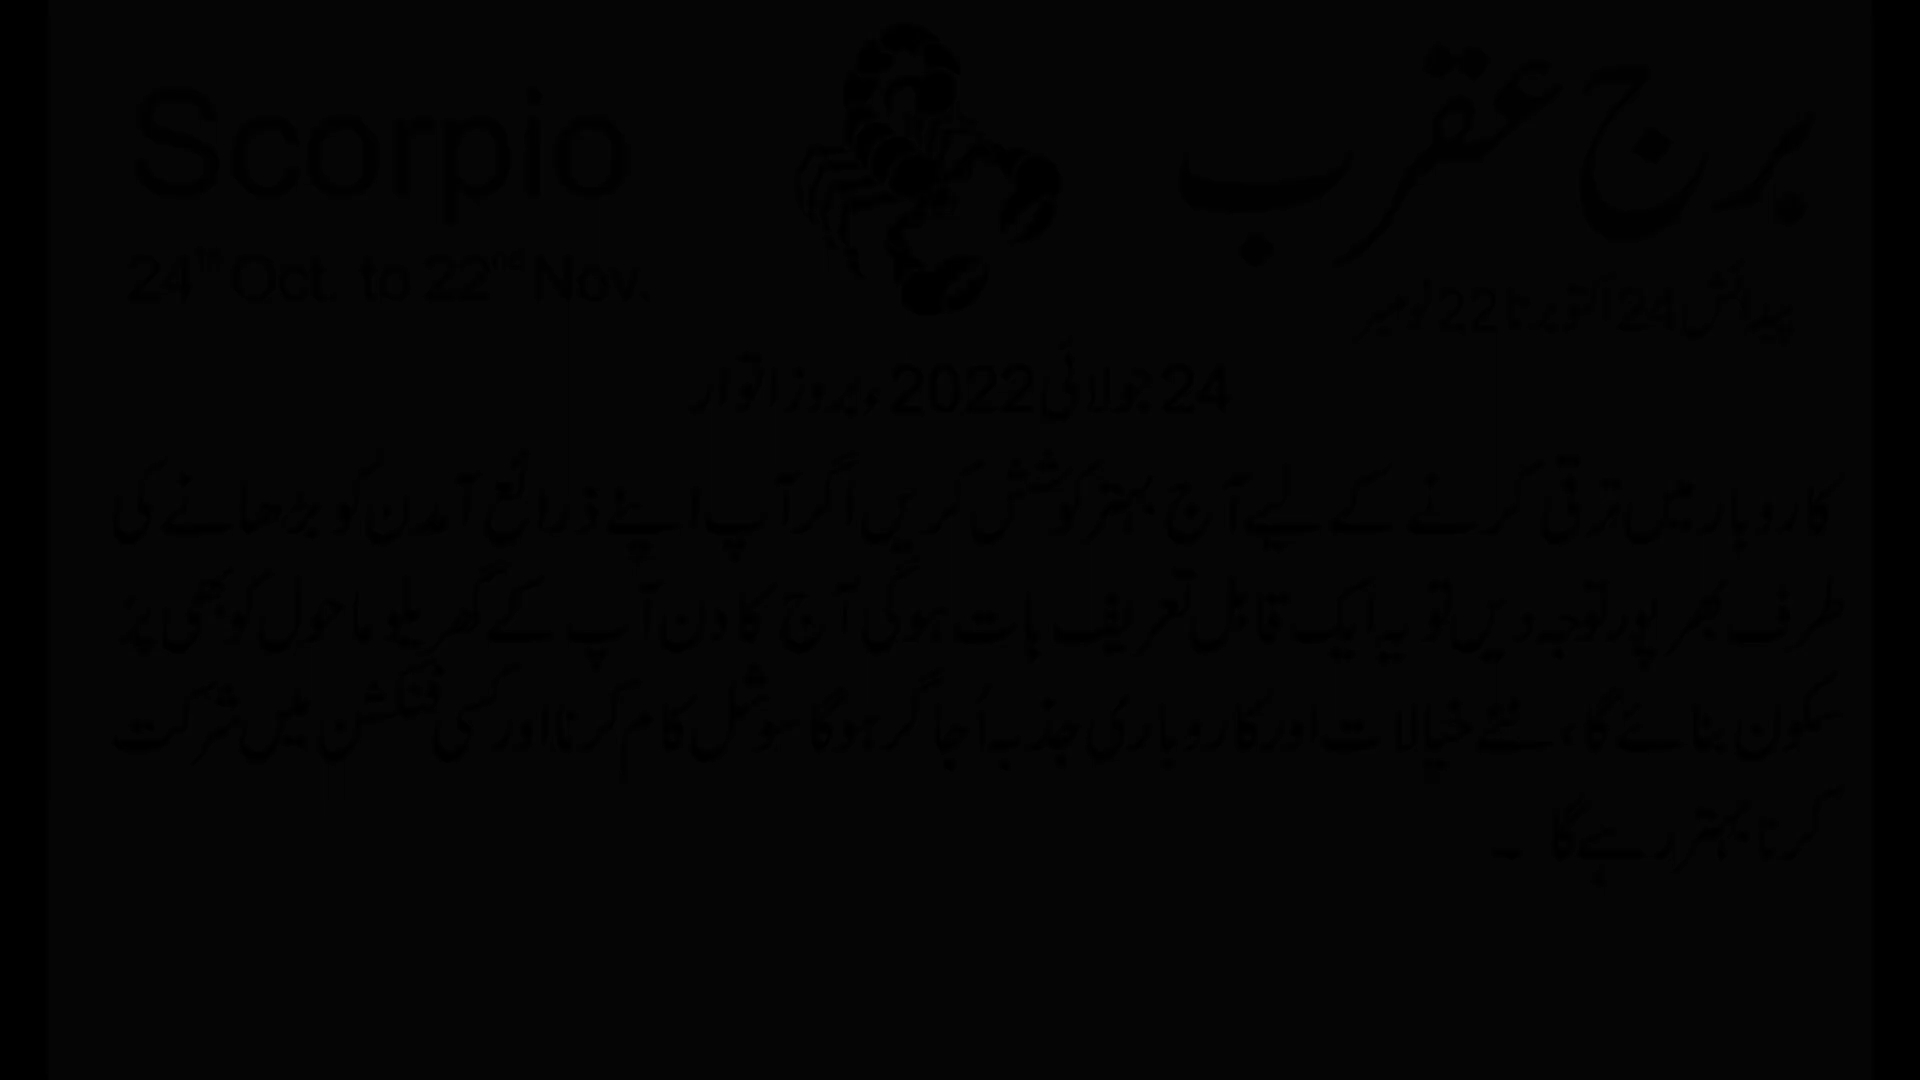 Scorpio
برج عقرب
24th Oct. to 22nd Nov.
پیدائش 24 اکتوبر تا 22 نومبر
24 جولائی 2022، بروز اتوار
کاروبار میں ترقی کرنے کے لیے آج بہتر کوشش کریں اگر آپ اپنے ذرائع آمدن کو بڑھانے کی
طرف بھر پور توجہ دیں تو یہ ایک قابل تعریف بات ہوگی آج کا دن آپ کے گھریلو ماحول کو بھی پر
سکون بنائے گا، نئے خیالات اور کاروباری جذبہ اُجاگر ہوگا سوشل کام کرنا اور کسی فنکشن میں شرکت
کرنا بہتر رہے گا ۔